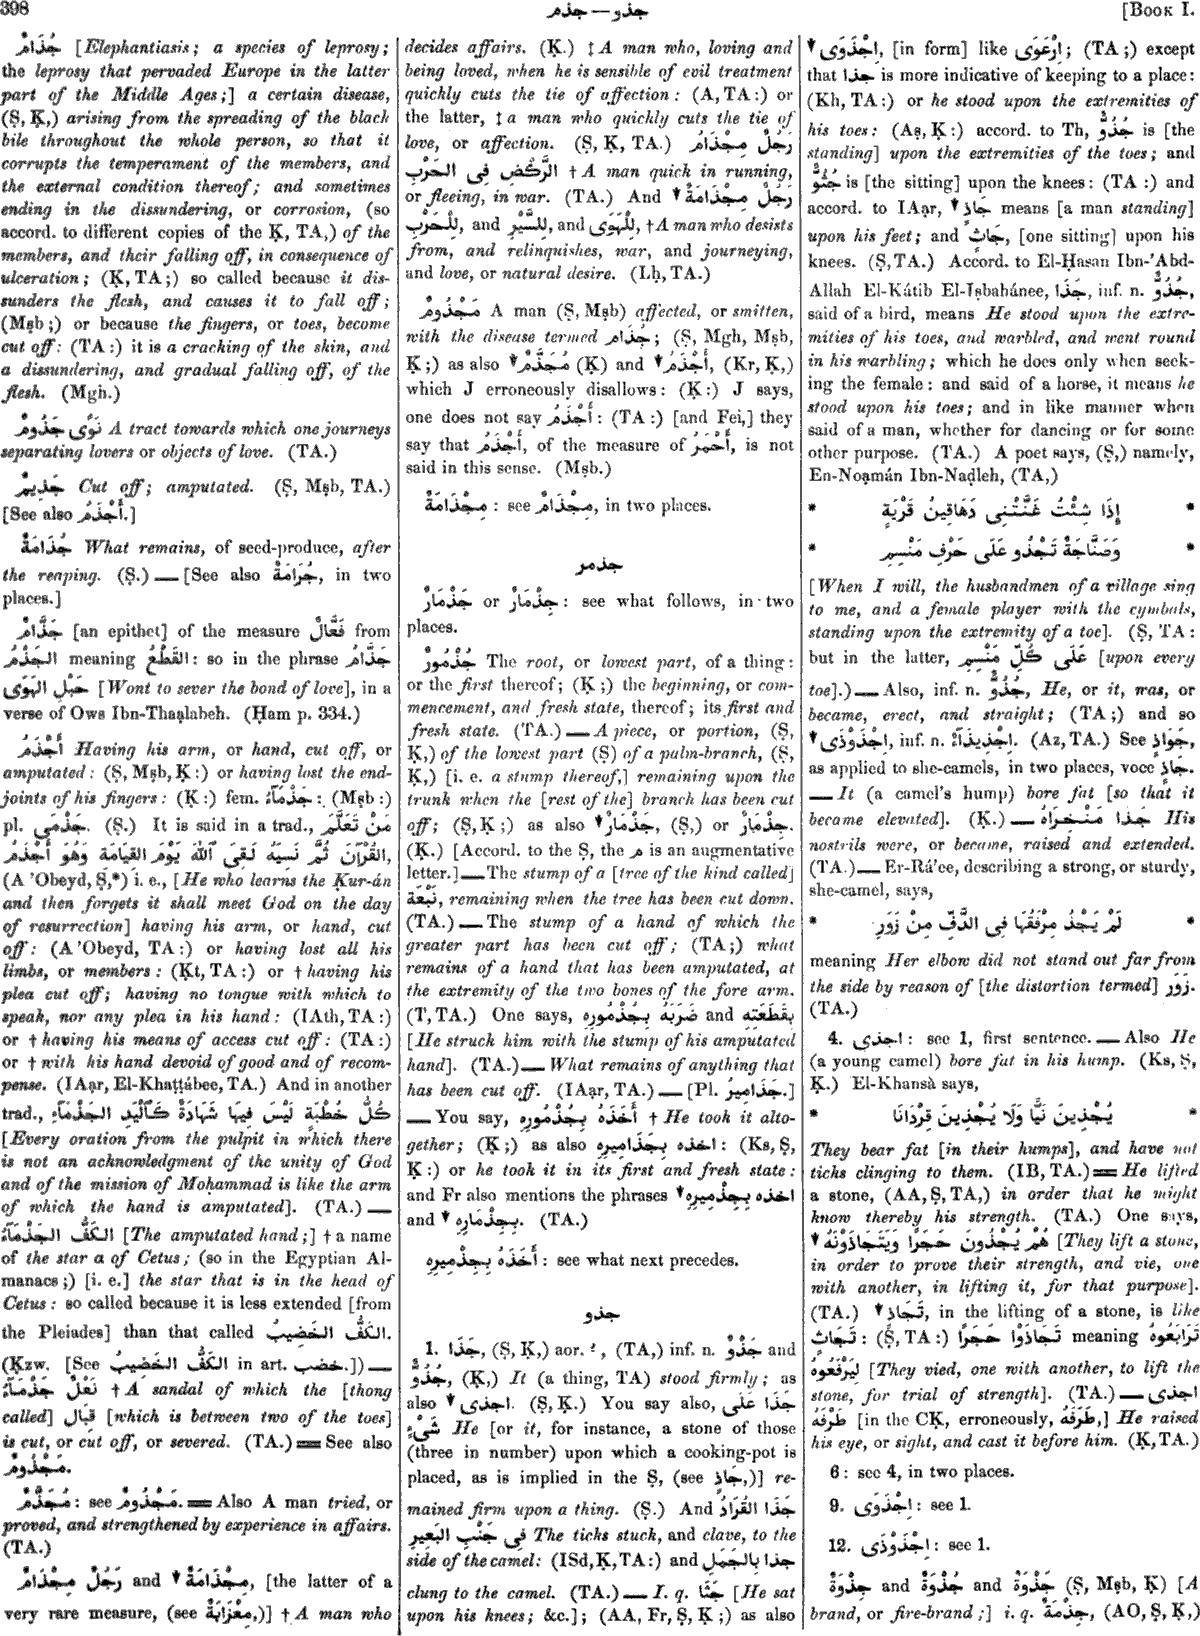 398
جذو — جذم
[BOOK I.
جُذَامٌ [Elephantiasis; a species of leprosy;
the leprosy that pervaded Europe in the latter
part of the Middle Ages;] a certain disease,
(Ṣ, Ḳ,) arising from the spreading of the black
bile throughout the whole person, so that it
corrupts the temperament of the members, and
the external condition thereof; and sometimes
ending in the dissundering, or corrosion, (so
accord. to different copies of the Ḳ, TA,) of the
members, and their falling off, in consequence of
ulceration; (Ḳ, TA;) so called because it dis-
sunders the flesh, and causes it to fall off;
(Mṣb;) or because the fingers, or toes, become
cut off: (TA:) it is a cracking of the skin, and
a dissundering, and gradual falling off, of the
flesh. (Mgh.)
نَوًى جَذُومٌ A tract towards which one journeys
separating lovers or objects of love. (TA.)
جَذِيمٌ Cut off; amputated. (Ṣ, Mṣb, TA.)
[See also أَجْذَمُ.]
جُذَامَةٌ What remains, of seed-produce, after
the reaping. (Ṣ.) — [See also جُرَامَةٌ, in two
places.]
جَذَّامٌ [an epithet] of the measure فَعَّالٌ from
الجَذْمُ meaning القَطْعُ: so in the phrase جَذَّامُ
حَبْلِ الهَوَى [Wont to sever the bond of love], in a
verse of Ows Ibn-Thaạlabeh. (Ḥam p. 334.)
أَجْذَمُ Having his arm, or hand, cut off, or
amputated: (Ṣ, Mṣb, Ḳ:) or having lost the end-
joints of his fingers: (Ḳ:) fem. جَذْمَآءُ: (Mṣb:)
pl. جَذْمَى. (Ṣ.) It is said in a trad., مَنْ تَعَلَّمَ
القُرْآنَ ثُمَّ نَسِيَهُ لَقِىَ ٱللّٰهَ يَوْمَ القِيَامَةِ وَهُوَ أَجْذَمُ,
(A 'Obeyd, Ṣ,*) i. e., [He who learns the Ḳur-án
and then forgets it shall meet God on the day
of resurrection] having his arm, or hand, cut
off: (A 'Obeyd, TA:) or having lost all his
limbs, or members: (Ḳt, TA:) or † having his
plea cut off; having no tongue with which to
speak, nor any plea in his hand: (IAth, TA:)
or † having his means of access cut off: (TA:)
or † with his hand devoid of good and of recom-
pense. (IAạr, El-Khaṭṭábee, TA.) And in another
trad., كُلُّ خُطْبَةٍ لَيْسَ فِيهَا شَهَادَةٌ كَٱلْيَدِ الجَذْمَآءِ
[Every oration from the pulpit in which there
is not an acknowledgment of the unity of God
and of the mission of Moḥammad is like the arm
of which the hand is amputated]. (TA.) —
الكَفُّ الجَذْمَآءُ [The amputated hand;] † a name
of the star a of Cetus; (so in the Egyptian Al-
manacs;) [i. e.] the star that is in the head of
Cetus: so called because it is less extended [from
the Pleiades] than that called الكَفُّ الخَضِيبُ.
(Ḳzw. [See الكَفُّ الخَضِيبُ in art. خضب.]) —
نَعْلٌ جَذْمَآءُ † A sandal of which the [thong
called] قِبَال [which is between two of the toes]
is cut, or cut off, or severed. (TA.) ══ See also
مَجْذُومٌ.
مُجَذَّمٌ: see مَجْذُومٌ. ══ Also A man tried, or
proved, and strengthened by experience in affairs.
(TA.)
رَجُلٌ مِجْذَامٌ and ▼ مِجْذَامَةٌ, [the latter of a
very rare measure, (see مِعْزَابَةٌ,)] † A man who
decides affairs. (Ḳ.) ‡ A man who, loving and
being loved, when he is sensible of evil treatment
quickly cuts the tie of affection: (A, TA:) or
the latter, ‡ a man who quickly cuts the tie of
love, or affection. (Ṣ, Ḳ, TA.) رَجُلٌ مِجْذَامُ
الرَّكْضِ فِى الحَرْبِ † A man quick in running,
or fleeing, in war. (TA.) And رَجُلٌ مِجْذَامَةٌ ▼
لِلْحَرْبِ, and لِلسَّيْرِ, and لِلْهَوَى, † A man who desists
from, and relinquishes, war, and journeying,
and love, or natural desire. (Lḥ, TA.)
مَجْذُومٌ A man (Ṣ, Mṣb) affected, or smitten,
with the disease termed جُذَام; (Ṣ, Mgh, Mṣb,
Ḳ;) as also ▼ مُجَذَّمٌ (Ḳ) and ▼ أَجْذَمُ, (Kr, Ḳ,)
which J erroneously disallows: (Ḳ:) J says,
one does not say أَجْذَمُ: (TA:) [and Fei,] they
say that أَجْذَمُ, of the measure of أَحْمَرُ, is not
said in this sense. (Mṣb.)
مِجْذَامَةٌ: see مِجْذَامٌ, in two places.
جذمر
جَذْمَارٌ or جِذْمَارٌ: see what follows, in two
places.
جُذْمُورٌ The root, or lowest part, of a thing:
or the first thereof; (Ḳ;) the beginning, or com-
mencement, and fresh state, thereof; its first and
fresh state. (TA.) — A piece, or portion, (Ṣ,
Ḳ,) of the lowest part (Ṣ) of a palm-branch, (Ṣ,
Ḳ,) [i. e. a stump thereof,] remaining upon the
trunk when the [rest of the] branch has been cut
off; (Ṣ, Ḳ;) as also ▼ جِذْمَارٌ, (Ṣ,) or جَذْمَارٌ.
(Ḳ.) [Accord. to the Ṣ, the م is an augmentative
letter.] — The stump of a [tree of the kind called]
نَبْعَة, remaining when the tree has been cut down.
(TA.) — The stump of a hand of which the
greater part has been cut off; (TA;) what
remains of a hand that has been amputated, at
the extremity of the two bones of the fore arm.
(T, TA.) One says, ضَرَبَهُ بِجُذْمُورِهِ and بِقَطَعَتِهِ
[He struck him with the stump of his amputated
hand]. (TA.) — What remains of anything that
has been cut off. (IAạr, TA.) — [Pl. جَذَامِيرُ.]
— You say, أَخَذَهُ بِجُذْمُورِهِ † He took it alto-
gether; (Ḳ;) as also اخذه بِجَذَامِيرِهِ: (Ks, Ṣ,
Ḳ:) or he took it in its first and fresh state:
and Fr also mentions the phrases اخذه بِجِذْمِيرِهِ ▼
and ▼ بِجِذْمَارِهِ. (TA.)
أَخَذَهُ بِجِذْمِيرِهِ: see what next precedes.
جذو
1. جَذَا, (Ṣ, Ḳ,) aor. ـُ, (TA,) inf. n. جَذْوٌ and
جُذُوٌّ, (Ḳ,) It (a thing, TA) stood firmly; as
also ▼ اجذى. (Ṣ, Ḳ.) You say also, جَذَا عَلَى
شَىْءٍ He [or it, for instance, a stone of those
(three in number) upon which a cooking-pot is
placed, as is implied in the Ṣ, (see جَاذٍ,)] re-
mained firm upon a thing. (Ṣ.) And جَذَا القُرَادُ
فِى جَنْبِ البَعِيرِ The ticks stuck, and clave, to the
side of the camel: (ISd, Ḳ, TA:) and جذا بِالجَمَلِ
clung to the camel. (TA.) — I. q. جَثَا [He sat
upon his knees; &c.]; (AA, Fr, Ṣ, Ḳ;) as also
▼ اِجْذَوَى, [in form] like اِرْعَوَى; (TA;) except
that جذا is more indicative of keeping to a place:
(Kh, TA:) or he stood upon the extremities of
his toes: (Aṣ, Ḳ:) accord. to Th, جُذُوٌّ is [the
standing] upon the extremities of the toes; and
جُثُوٌّ is [the sitting] upon the knees: (TA:) and
accord. to IAạr, ▼ جَاذٍ means [a man standing]
upon his feet; and جَاثٍ, [one sitting] upon his
knees. (Ṣ, TA.) Accord. to El-Ḥasan Ibn-'Abd-
Allah El-Kátib El-Iṣbahánee, جَذَا, inf. n. جُذُوٌّ,
said of a bird, means He stood upon the extre-
mities of his toes, and warbled, and went round
in his warbling; which he does only when seek-
ing the female: and said of a horse, it means he
stood upon his toes; and in like manner when
said of a man, whether for dancing or for some
other purpose. (TA.) A poet says, (Ṣ,) namely,
En-Noạmán Ibn-Naḍleh, (TA,)
* إِذَا شِئْتُ غَنَّتْنِى دَهَاقِينُ قَرْيَةٍ *
* وَصَنَّاجَةٌ تَجْذُو عَلَى حَرْفِ مَنْسِمِ *
[When I will, the husbandmen of a village sing
to me, and a female player with the cymbals,
standing upon the extremity of a toe]. (Ṣ, TA:
but in the latter, عَلَى كُلِّ مَنْسِمِ [upon every
toe].) — Also, inf. n. جُذُوٌّ, He, or it, was, or
became, erect, and straight; (TA;) and so
▼ اِجْذَوْذَى, inf. n. اِجْذِيذَآءٌ. (Az, TA.) See جَوَاذٍ,
as applied to she-camels, in two places, voce جَاذٍ.
— It (a camel's hump) bore fat [so that it
became elevated]. (Ḳ.) — جَذَا مَنْخِرَاهُ His
nostrils were, or became, raised and extended.
(TA.) — Er-Rá'ee, describing a strong, or sturdy,
she-camel, says,
* لَمْ يَجْذُ مِرْفَقُهَا فِى الدَّفِّ مِنْ زَوَرِ *
meaning Her elbow did not stand out far from
the side by reason of [the distortion termed] زَوَر.
(TA.)
4. اجذى: see 1, first sentence. — Also He
(a young camel) bore fat in his hump. (Ks, Ṣ,
Ḳ.) El-Khansà says,
* يُجْذِينَ نَيًّا وَلَا يُجْذِينَ قِرْدَانَا *
They bear fat [in their humps], and have not
ticks clinging to them. (IB, TA.) ══ He lifted
a stone, (AA, Ṣ, TA,) in order that he might
know thereby his strength. (TA.) One says,
هُمْ يُجْذُونَ حَجَرًا وَيَتَجَاذَوْنَهُ ▼ [They lift a stone,
in order to prove their strength, and vie, one
with another, in lifting it, for that purpose].
(TA.) ▼ تَجَاذٍ, in the lifting of a stone, is like
تَجَاثٍ: (Ṣ, TA:) تَجَاذَوْا حَجَرًا meaning تَرَابَعُوهُ
لِيَرْفَعُوهُ [They vied, one with another, to lift the
stone, for trial of strength]. (TA.) — اجذى
طَرْفَهُ [in the CḲ, erroneously, طَرَفَهُ,] He raised
his eye, or sight, and cast it before him. (Ḳ, TA.)
6: see 4, in two places.
9. اِجْذَوَى: see 1.
12. اِجْذَوْذَى: see 1.
جِذْوَةٌ and جُذْوَةٌ and جَذْوَةٌ (Ṣ, Mṣb, Ḳ) [A
brand, or fire-brand;] i. q. جِذْمَةٌ, (AO, Ṣ, Ḳ,)